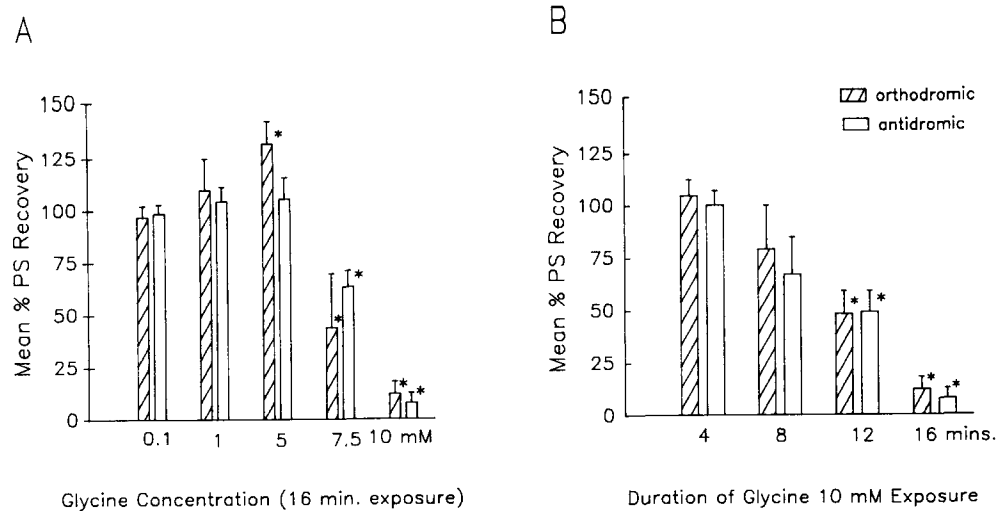 A
Mean % PS Recovery
150
125
100
75
50
25
0
*
*
*
*
*
0.1 1 5 7.5 10 mM
Glycine Concentration (16 min. exposure)
B
orthodromic
antidromic
Mean % PS Recovery
150
125
100
75
50
25
0
*
*
*
*
4 8 12 16 mins.
Duration of Glycine 10 mM Exposure